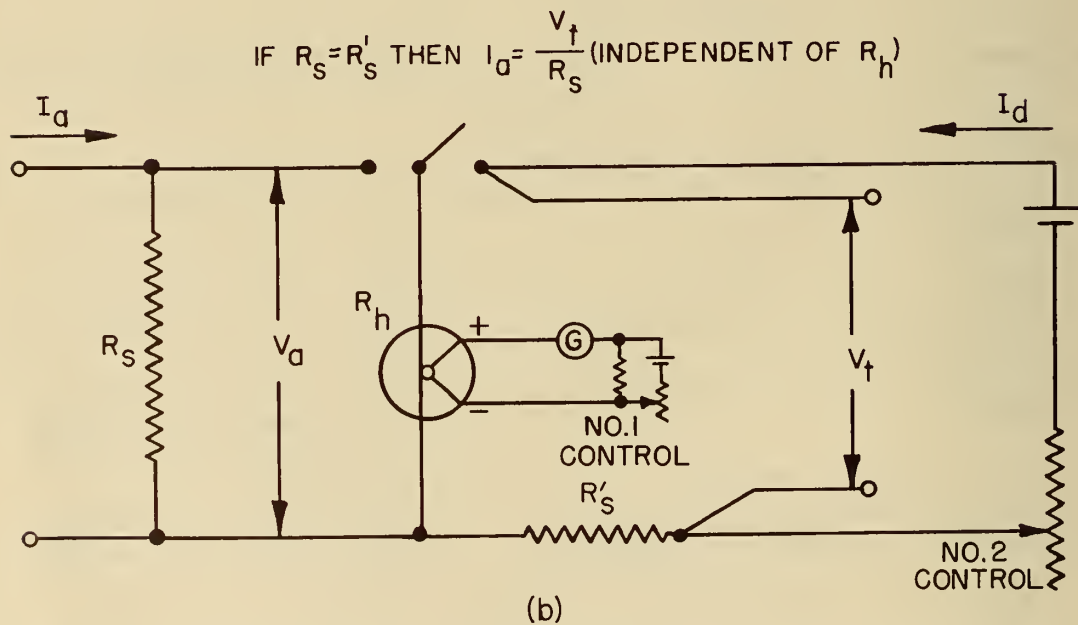 IF R_S=R'_S THEN I_a= V_t/R_S (INDEPENDENT OF R_h)
I_a
I_d
R_h
+
G
R_S
V_a
V_t
−
NO.1
CONTROL
R'_S
NO.2
CONTROL
(b)